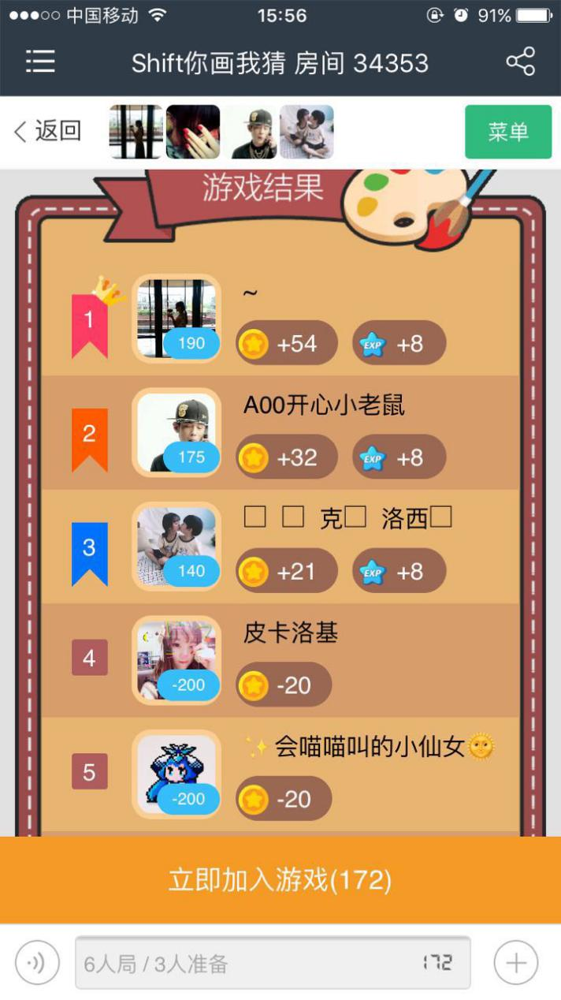 中国移动 15:56 91%
Shift你画我猜 房间 34353
返回 菜单
游戏结果
1 190 ~
+54 EXP +8
2 175 A00开心小老鼠
+32 EXP +8
3 140 □ □ 克□ 洛西□
+21 EXP +8
4 -200 皮卡洛基
-20
5 -200 ✨会喵喵叫的小仙女🌞
-20
立即加入游戏(172)
6人局 / 3人准备 172